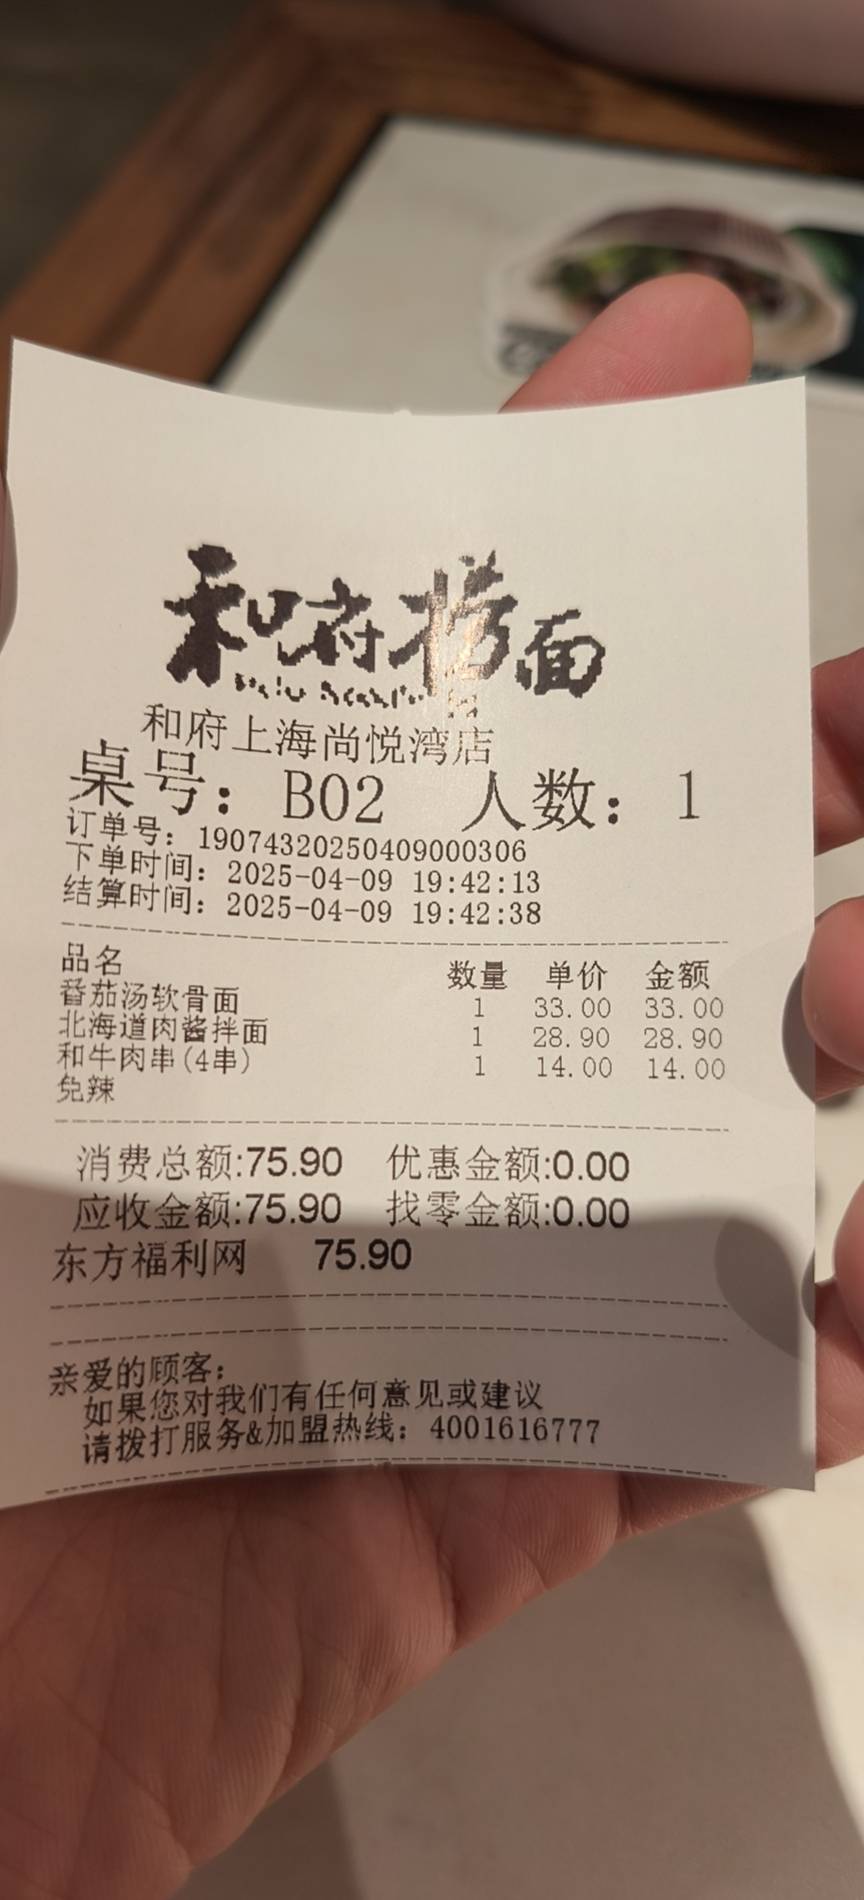 和府捞面
和府上海尚悦湾店
桌号：B02 人数：1
订单号：19074320250409000306
下单时间：2025-04-09 19:42:13
结算时间：2025-04-09 19:42:38
品名 数量 单价 金额
番茄汤软骨面 1 33.00 33.00
北海道肉酱拌面 1 28.90 28.90
和牛肉串(4串) 1 14.00 14.00
免辣
消费总额:75.90 优惠金额:0.00
应收金额:75.90 找零金额:0.00
东方福利网 75.90
亲爱的顾客：
如果您对我们有任何意见或建议
请拨打服务&加盟热线：4001616777